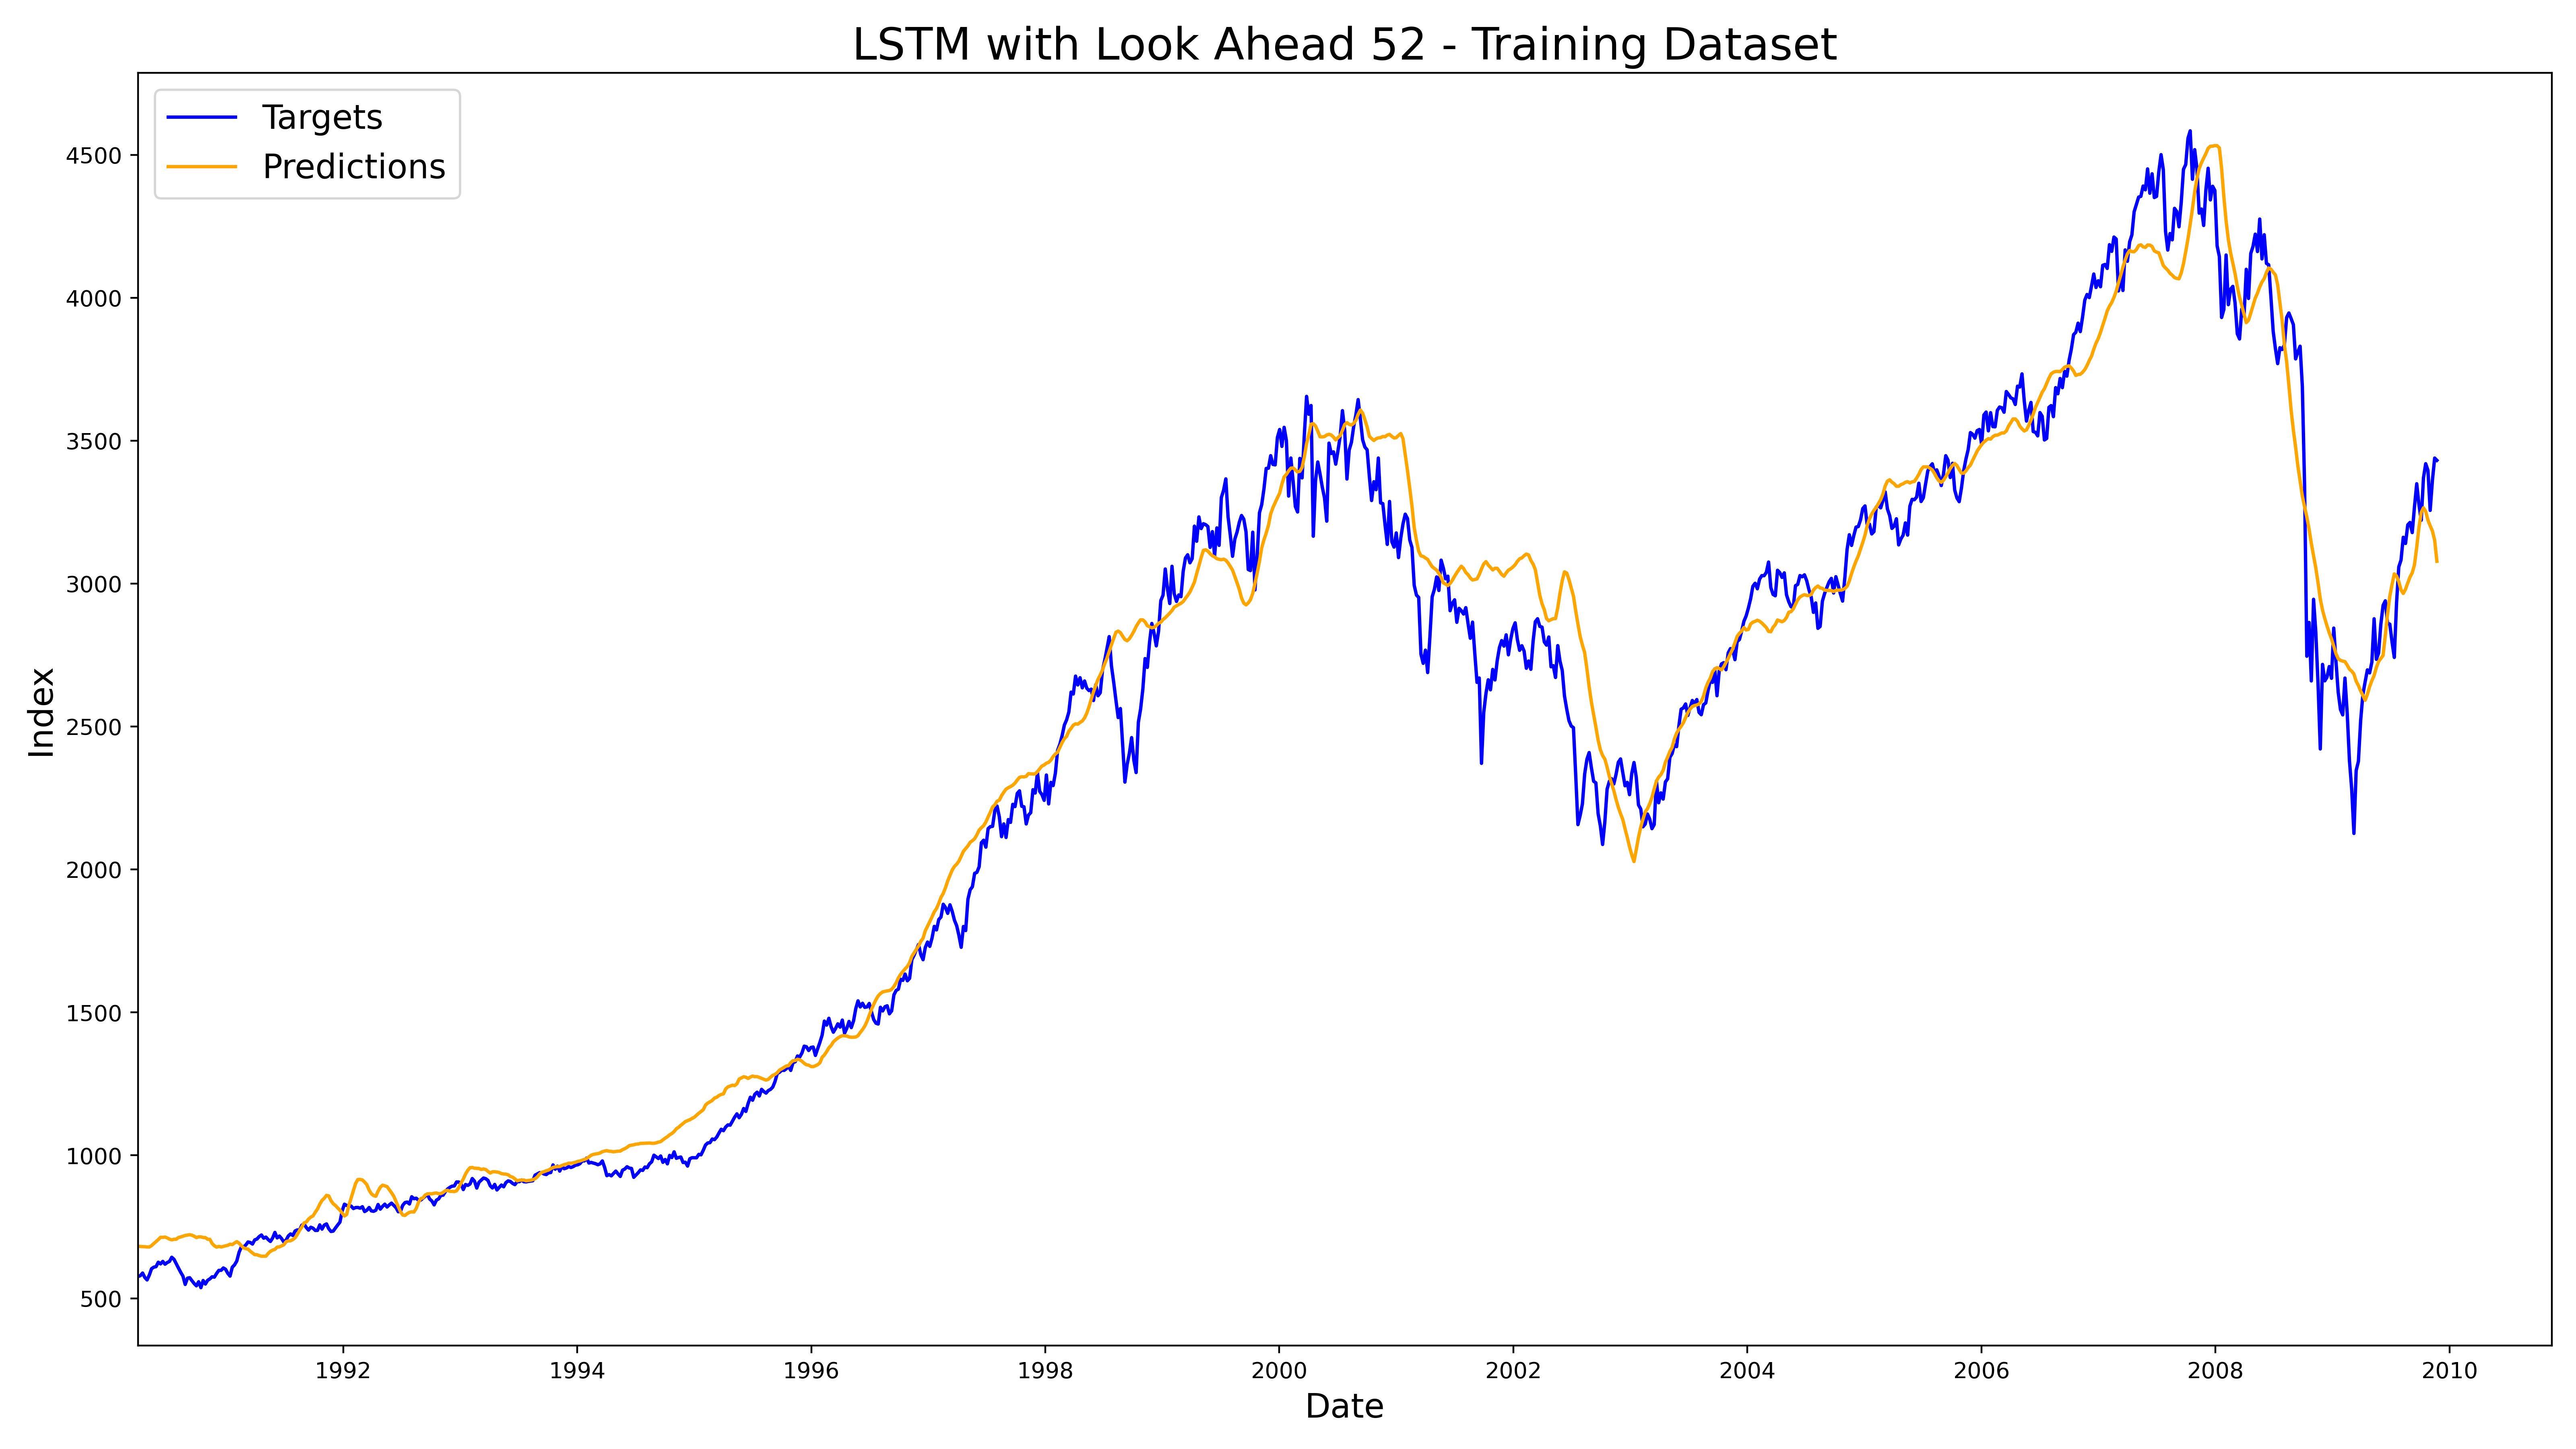 LSTM with Look Ahead 52 - Training Dataset
Targets
Predictions
4500
4000
3500
3000
2500
2000
1500
1000
500
Index
1992 1994 1996 1998 2000 2002 2004 2006 2008 2010
Date